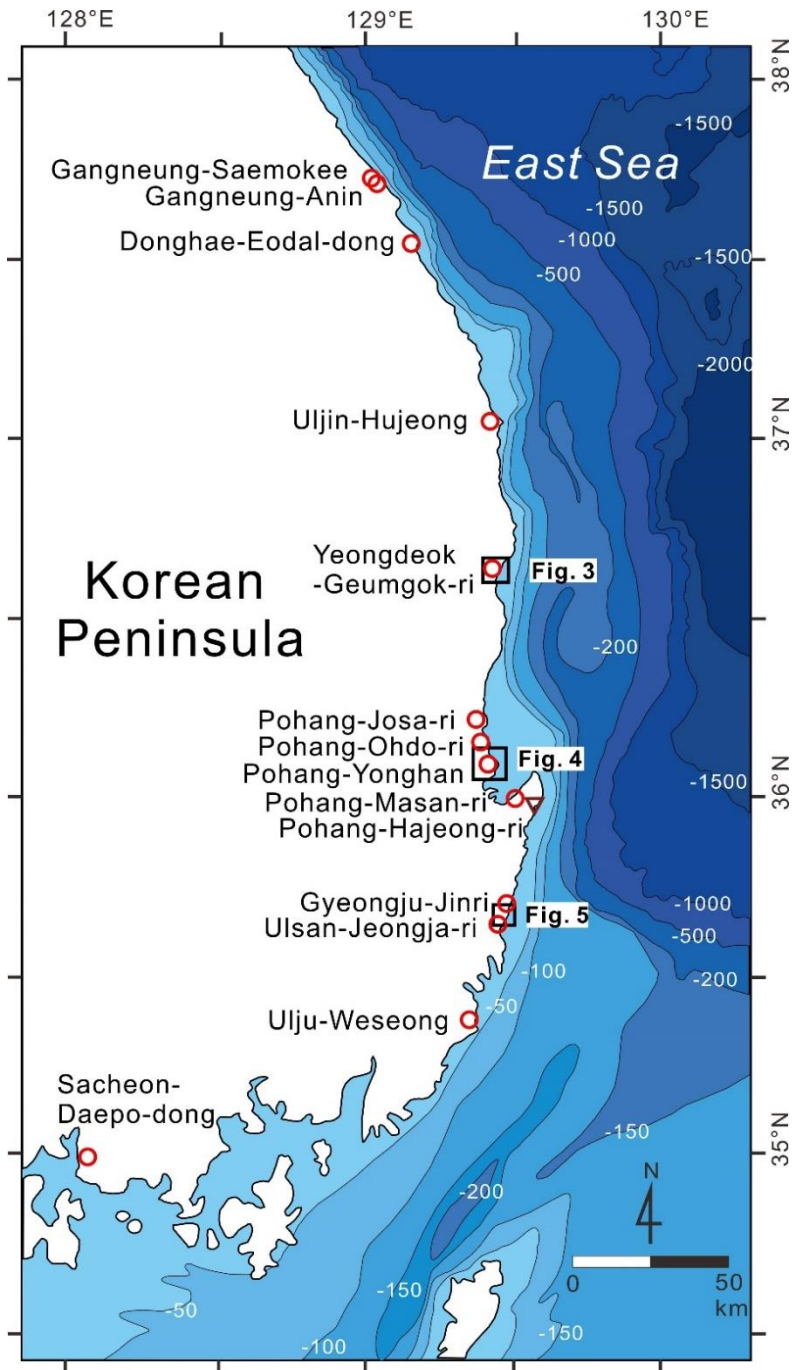 128°E
129°E
130°E
38°N
-1500
East Sea
Gangneung-Saemokee
Gangneung-Anin
-1500
Donghae-Eodal-dong
-1000
-1500
-500
-2000
Uljin-Hujeong
37°N
Yeongdeok
-Geumgok-ri
Fig. 3
Korean
Peninsula
-200
Pohang-Josa-ri
Pohang-Ohdo-ri
Fig. 4
Pohang-Yonghan
-1500
Pohang-Masan-ri
36°N
Pohang-Hajeong-ri
Gyeongju-Jinri
-1000
Fig. 5
Ulsan-Jeongja-ri
-500
-100
-200
-50
Ulju-Weseong
Sacheon-
Daepo-dong
-150
35°N
-200
N
-150
0
50
km
-50
-100
-150